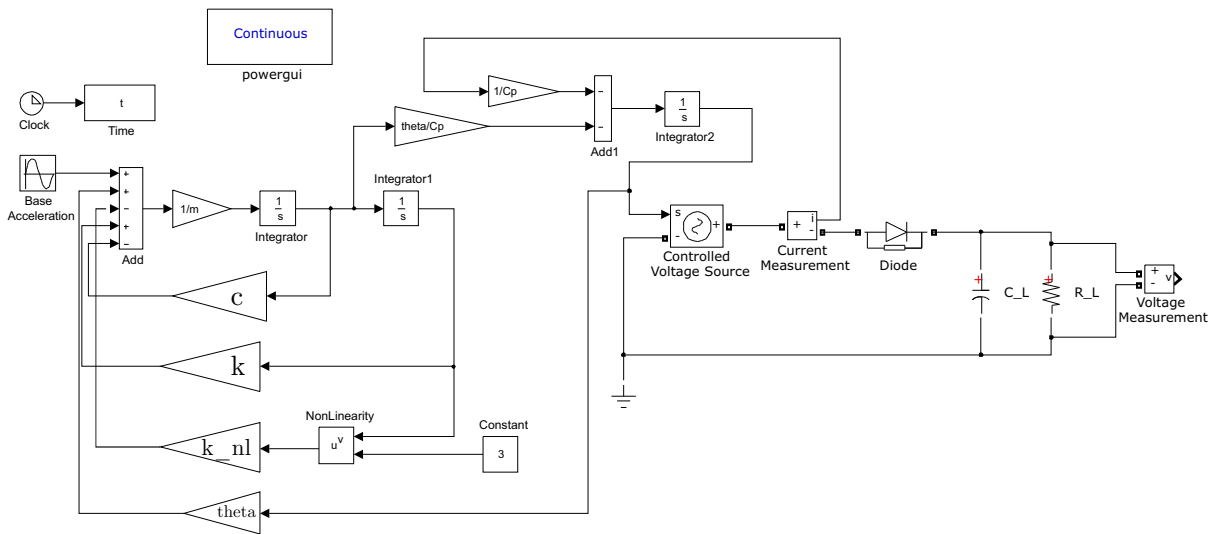 Continuous
powergui
Clock
t
Time
1/Cp
-
-
Add1
theta/Cp
1
s
Integrator2
Base
Acceleration
+
+
-
+
-
Add
1/m
1
s
Integrator
Integrator1
1
s
s
-
+
Controlled
Voltage Source
+
i
-
Current
Measurement
Diode
+
C_L
+
R_L
+
-
v
Voltage
Measurement
c
k
NonLinearity
k_nl
u^v
Constant
3
theta